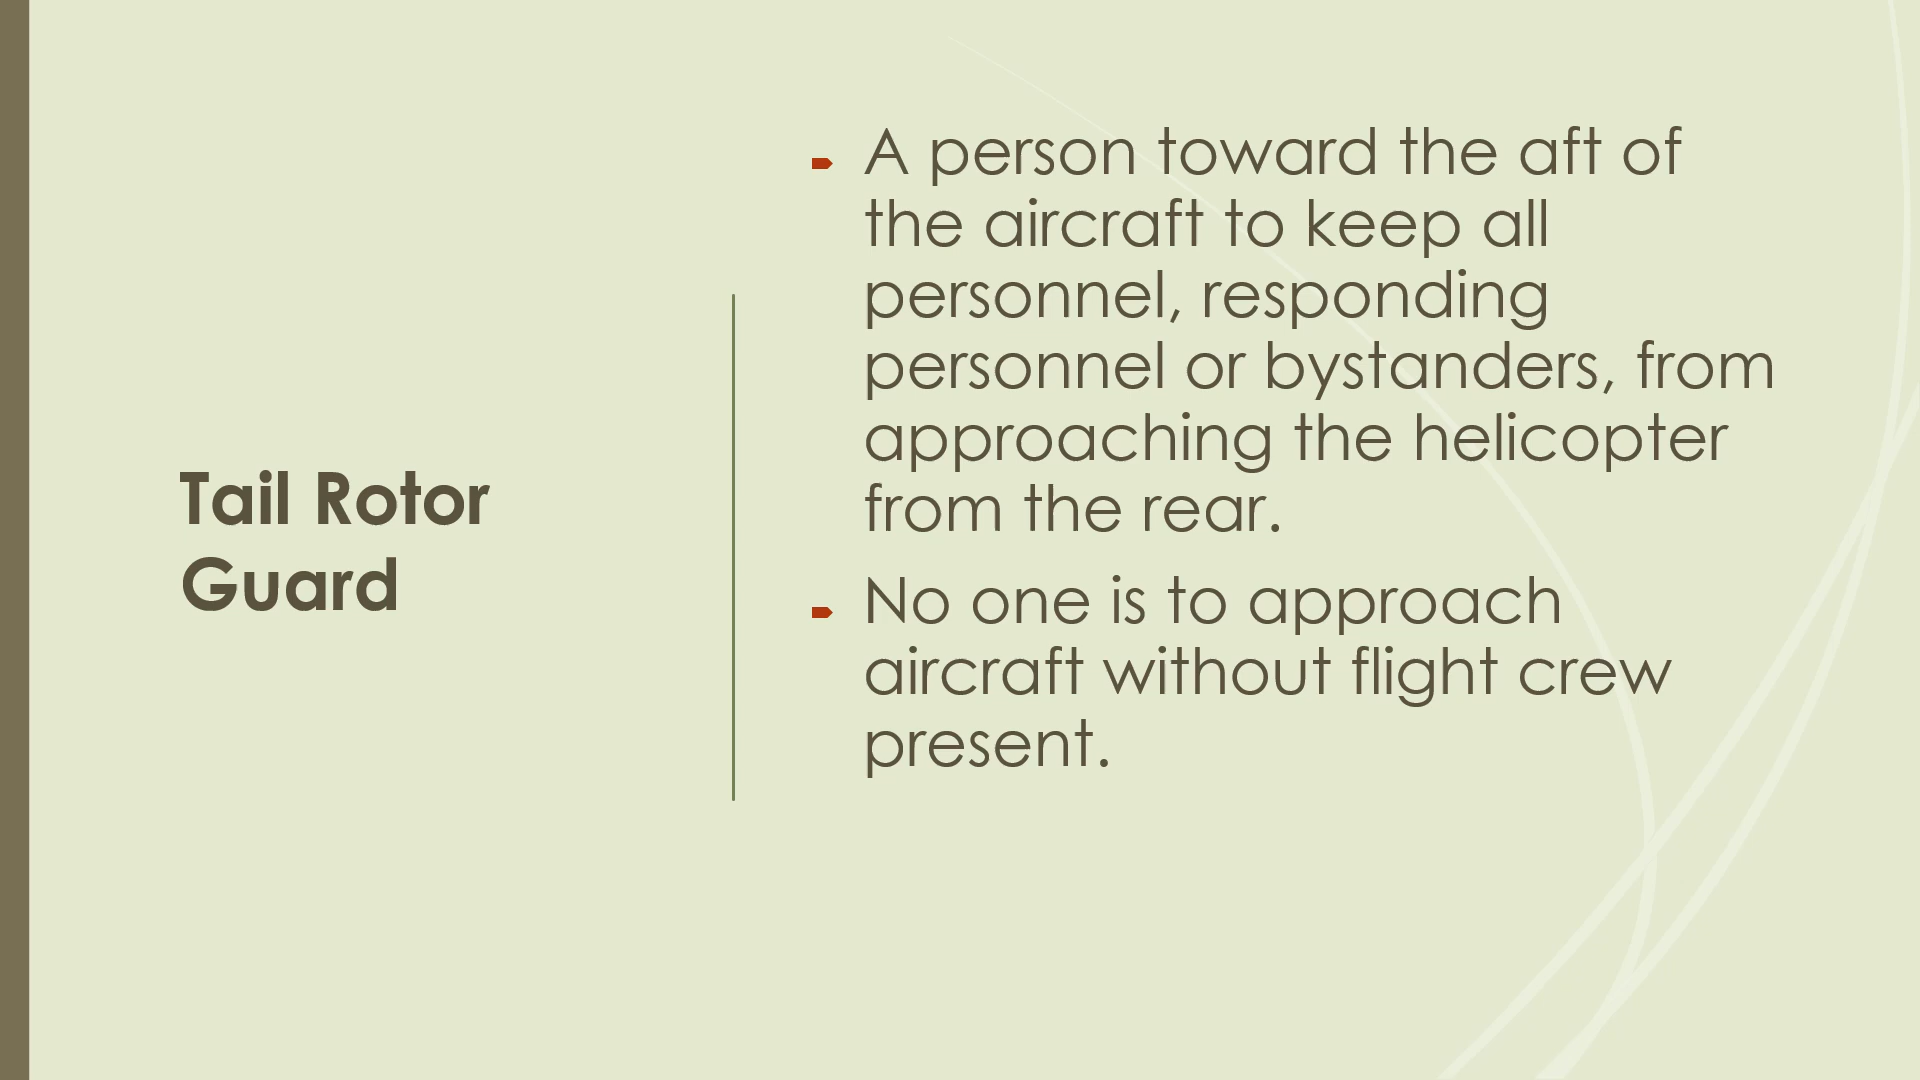 Tail Rotor
Guard
A person toward the aft of
the aircraft to keep all
personnel, responding
personnel or bystanders, from
approaching the helicopter
from the rear.
No one is to approach
aircraft without flight crew
present.